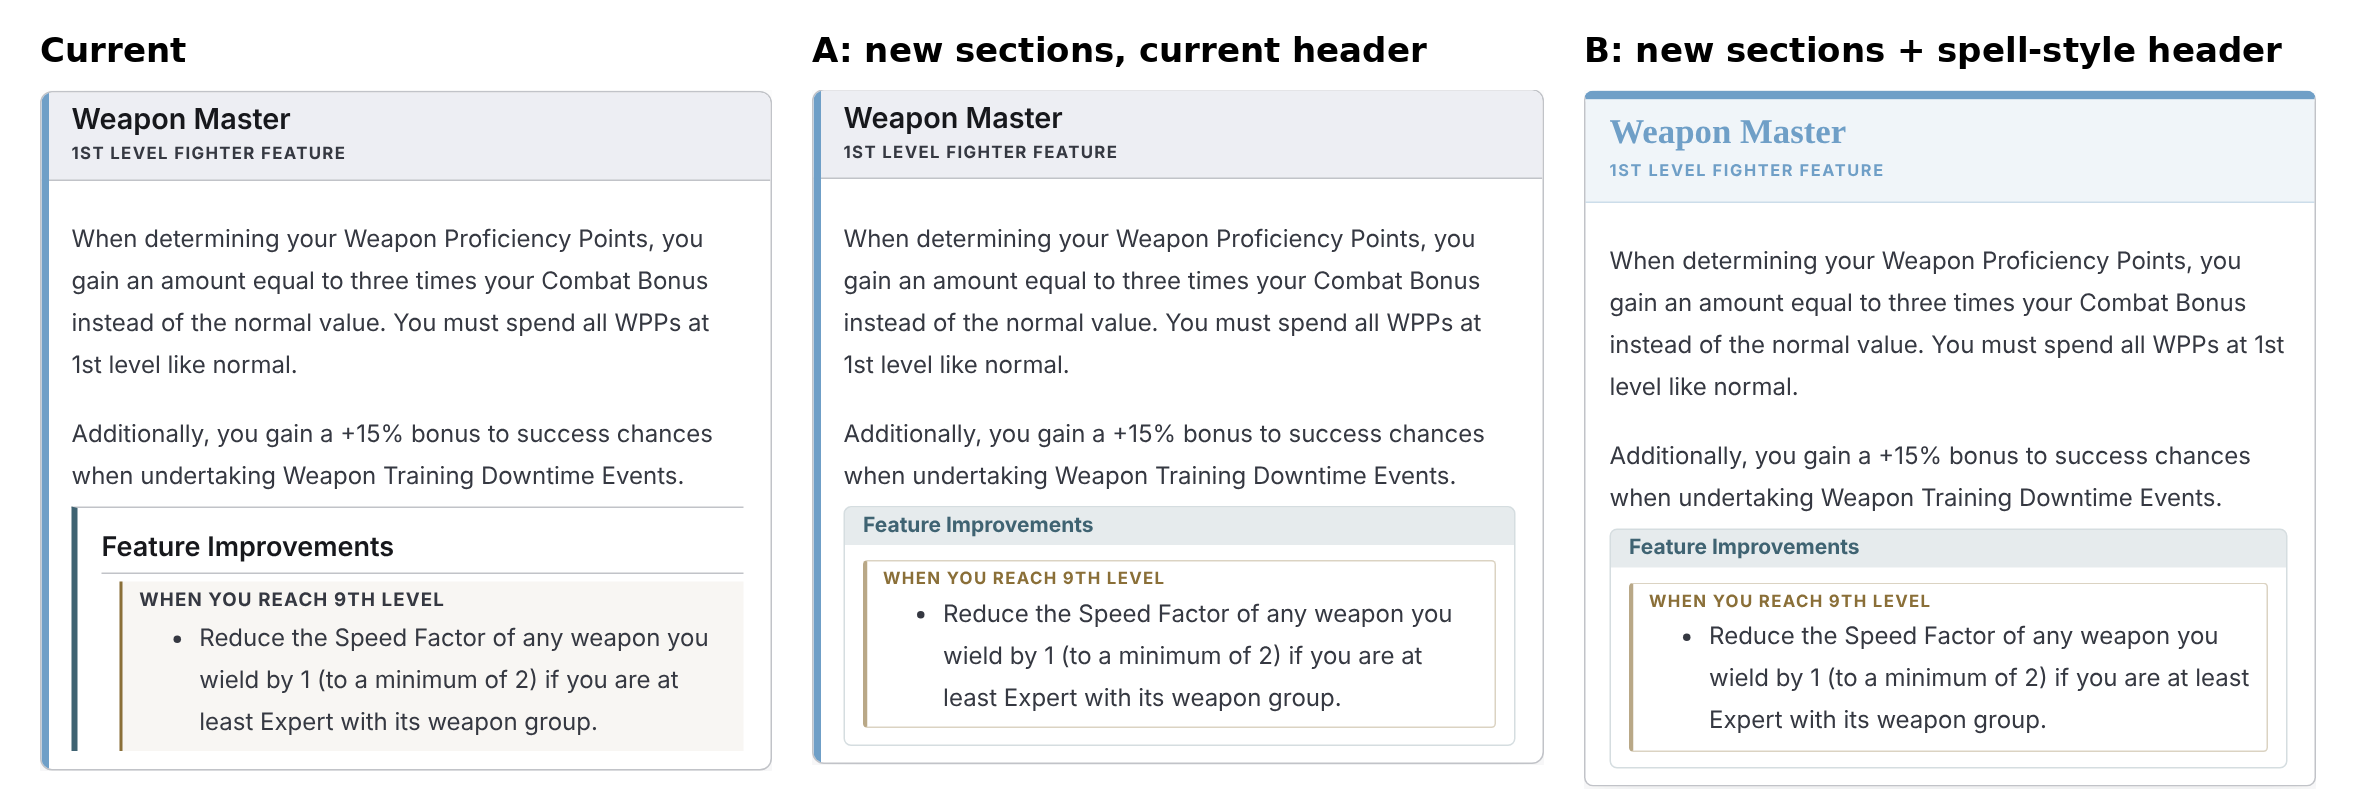 Current
Weapon Master
1ST LEVEL FIGHTER FEATURE
When determining your Weapon Proficiency Points, you
gain an amount equal to three times your Combat Bonus
instead of the normal value. You must spend all WPPs at
1st level like normal.
Additionally, you gain a +15% bonus to success chances
when undertaking Weapon Training Downtime Events.
Feature Improvements
WHEN YOU REACH 9TH LEVEL
• Reduce the Speed Factor of any weapon you
wield by 1 (to a minimum of 2) if you are at
least Expert with its weapon group.
A: new sections, current header
Weapon Master
1ST LEVEL FIGHTER FEATURE
When determining your Weapon Proficiency Points, you
gain an amount equal to three times your Combat Bonus
instead of the normal value. You must spend all WPPs at
1st level like normal.
Additionally, you gain a +15% bonus to success chances
when undertaking Weapon Training Downtime Events.
Feature Improvements
WHEN YOU REACH 9TH LEVEL
• Reduce the Speed Factor of any weapon you
wield by 1 (to a minimum of 2) if you are at
least Expert with its weapon group.
B: new sections + spell-style header
Weapon Master
1ST LEVEL FIGHTER FEATURE
When determining your Weapon Proficiency Points, you
gain an amount equal to three times your Combat Bonus
instead of the normal value. You must spend all WPPs at 1st
level like normal.
Additionally, you gain a +15% bonus to success chances
when undertaking Weapon Training Downtime Events.
Feature Improvements
WHEN YOU REACH 9TH LEVEL
• Reduce the Speed Factor of any weapon you
wield by 1 (to a minimum of 2) if you are at least
Expert with its weapon group.